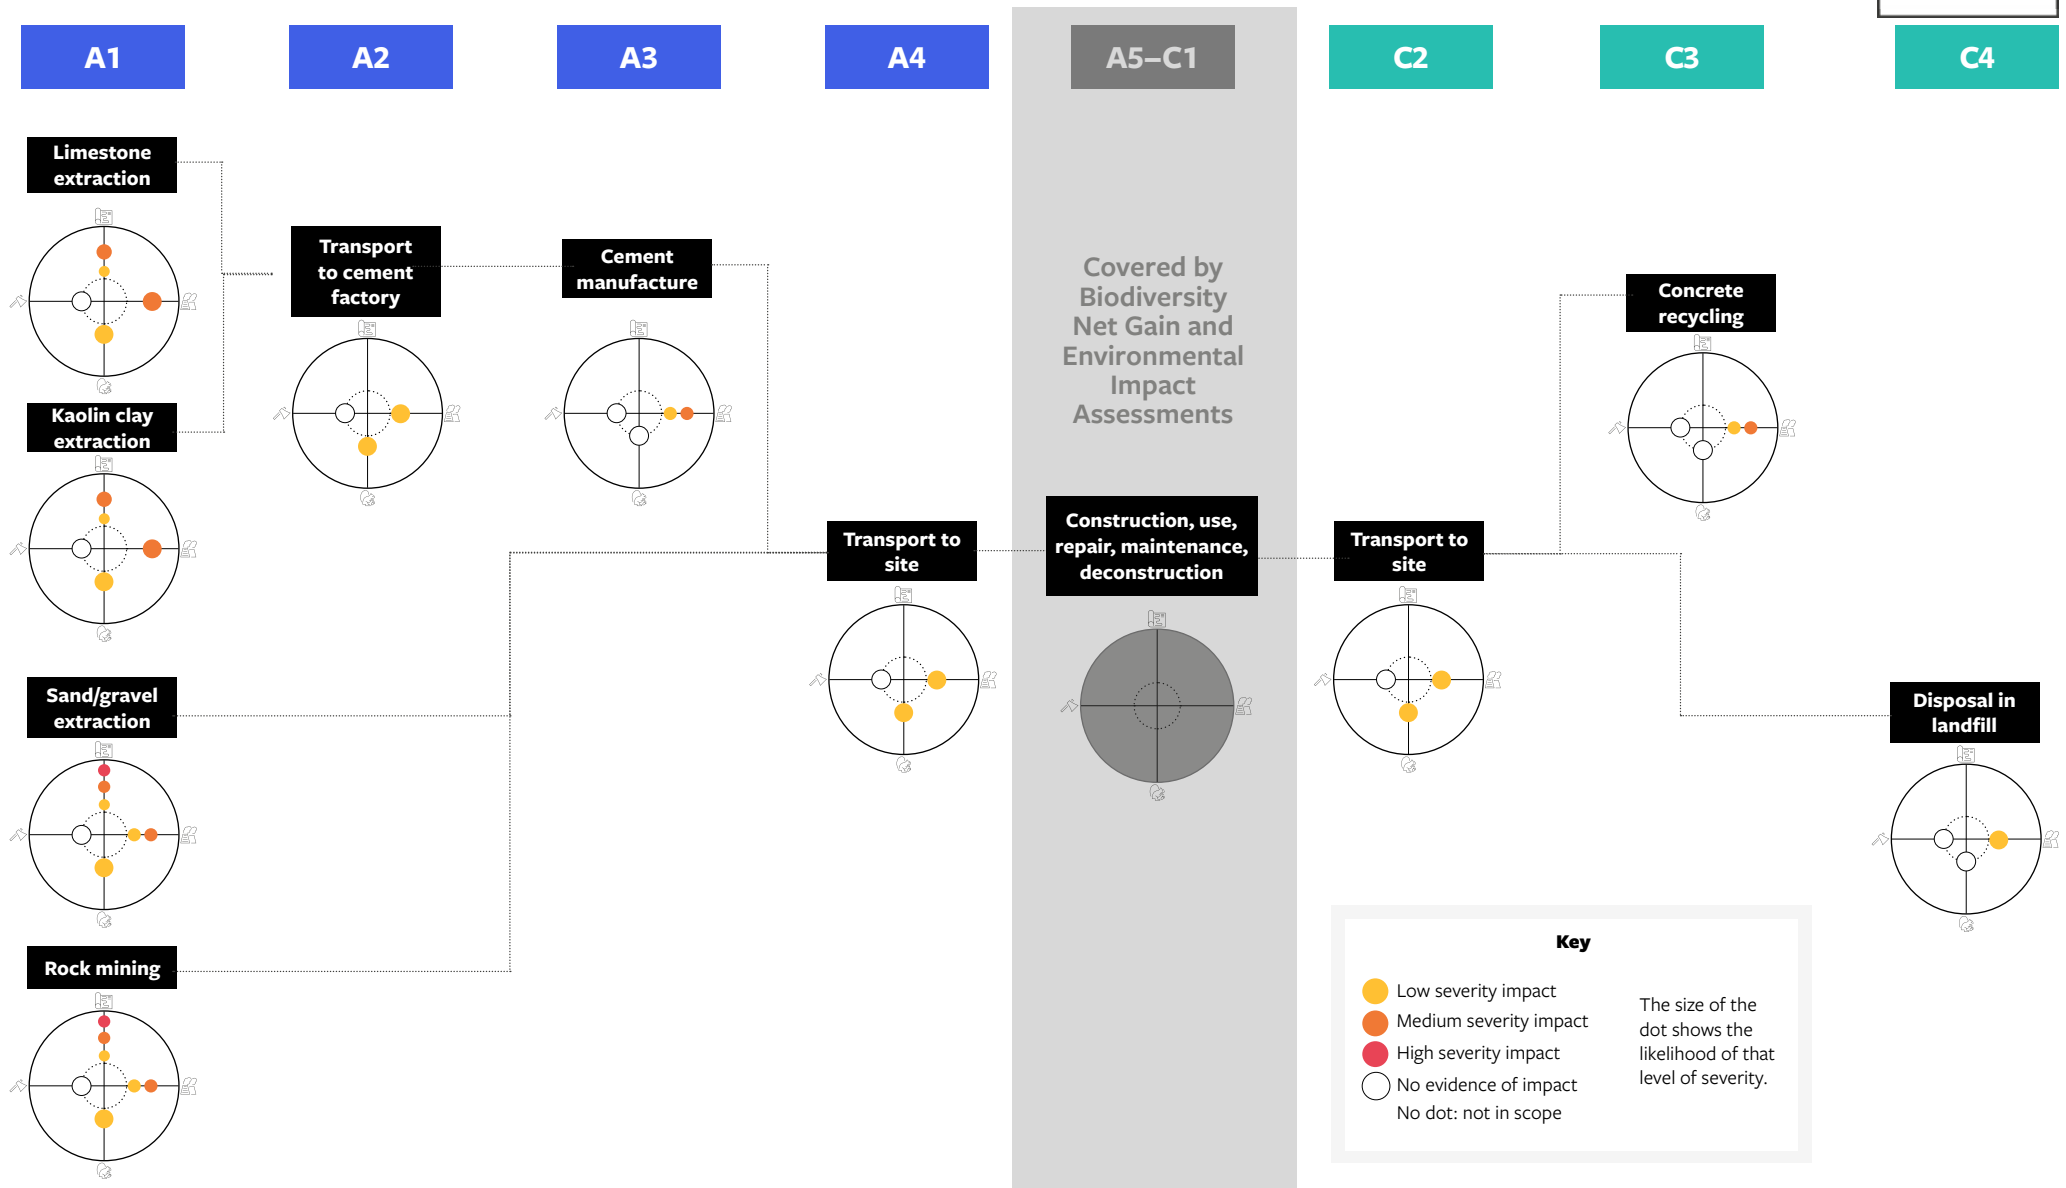 A1
A2
A3
A4
A5–C1
C2
C3
C4
Limestone
extraction
Kaolin clay
extraction
Sand/gravel
extraction
Rock mining
Transport
to cement
factory
Cement
manufacture
Transport to
site
Covered by
Biodiversity
Net Gain and
Environmental
Impact
Assessments
Construction, use,
repair, maintenance,
deconstruction
Transport to
site
Concrete
recycling
Disposal in
landfill
Key
Low severity impact
Medium severity impact
High severity impact
No evidence of impact
No dot: not in scope
The size of the
dot shows the
likelihood of that
level of severity.